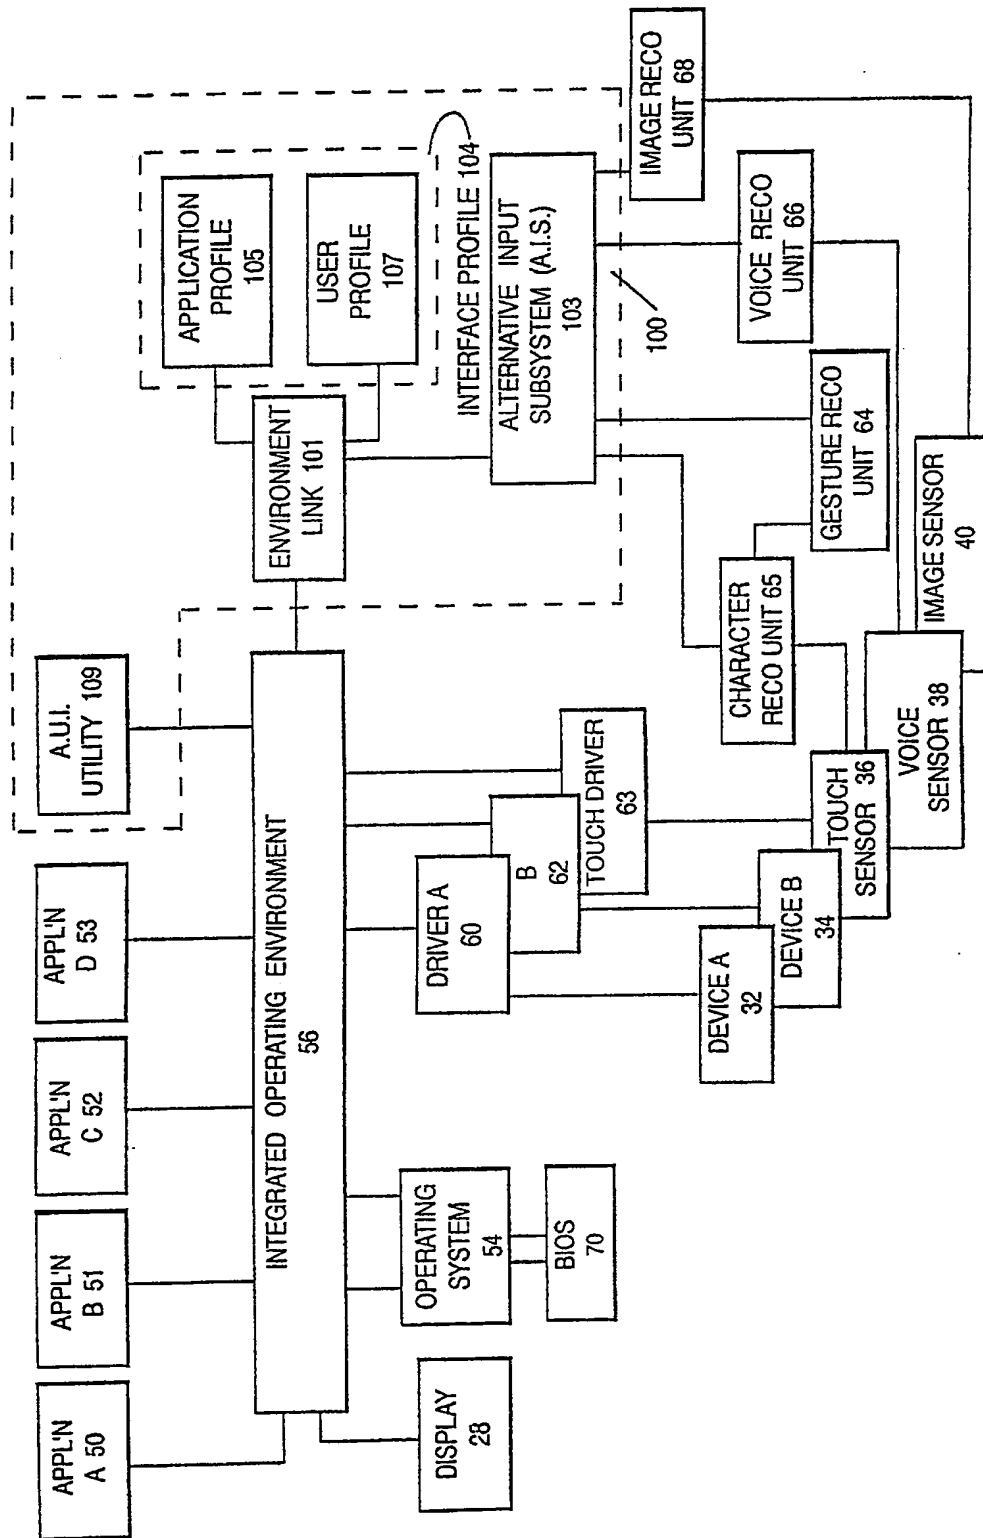 APPL'N
A 50
APPL'N
B 51
APPL'N
C 52
APPL'N
D 53
A.U.I.
UTILITY 109
INTEGRATED OPERATING ENVIRONMENT
56
ENVIRONMENT
LINK 101
APPLICATION
PROFILE
105
USER
PROFILE
107
INTERFACE PROFILE 104
ALTERNATIVE INPUT
SUBSYSTEM (A.I.S.)
103
100
DISPLAY
28
OPERATING
SYSTEM
54
BIOS
70
DRIVER A
60
B
62
TOUCH DRIVER
63
DEVICE A
32
DEVICE B
34
TOUCH
SENSOR 36
VOICE
SENSOR 38
IMAGE SENSOR
40
CHARACTER
RECO UNIT 65
GESTURE RECO
UNIT 64
VOICE RECO
UNIT 66
IMAGE RECO
UNIT 68